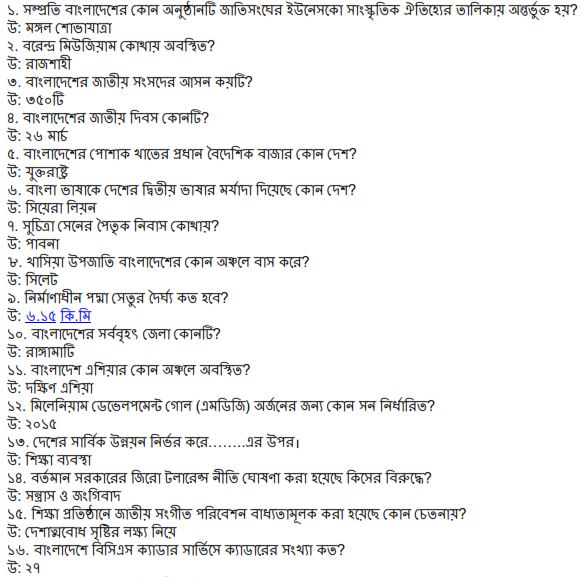 ১. সম্প্রতি বাংলাদেশের কোন অনুষ্ঠানটি জাতিসংঘের ইউনেসকো সাংস্কৃতিক ঐতিহ্যের তালিকায় অন্তর্ভুক্ত হয়?
উ: মঙ্গল শোভাযাত্রা
২. বরেন্দ্র মিউজিয়াম কোথায় অবস্থিত?
উ: রাজশাহী
৩. বাংলাদেশের জাতীয় সংসদের আসন কয়টি?
উ: ৩৫০টি
৪. বাংলাদেশের জাতীয় দিবস কোনটি?
উ: ২৬ মার্চ
৫. বাংলাদেশের পোশাক খাতের প্রধান বৈদেশিক বাজার কোন দেশ?
উ: যুক্তরাষ্ট্র
৬. বাংলা ভাষাকে দেশের দ্বিতীয় ভাষার মর্যাদা দিয়েছে কোন দেশ?
উ: সিয়েরা লিয়ন
৭. সুচিত্রা সেনের পৈতৃক নিবাস কোথায়?
উ: পাবনা
৮. খাসিয়া উপজাতি বাংলাদেশের কোন অঞ্চলে বাস করে?
উ: সিলেট
৯. নির্মাণাধীন পদ্মা সেতুর দৈর্ঘ্য কত হবে?
উ: ৬.১৫ কি.মি
১০. বাংলাদেশের সর্ববৃহৎ জেলা কোনটি?
উ: রাঙ্গামাটি
১১. বাংলাদেশ এশিয়ার কোন অঞ্চলে অবস্থিত?
উ: দক্ষিণ এশিয়া
১২. মিলেনিয়াম ডেভেলপমেন্ট গোল (এমডিজি) অর্জনের জন্য কোন সন নির্ধারিত?
উ: ২০১৫
১৩. দেশের সার্বিক উন্নয়ন নির্ভর করে........এর উপর।
উ: শিক্ষা ব্যবস্থা
১৪. বর্তমান সরকারের জিরো টলারেন্স নীতি ঘোষণা করা হয়েছে কিসের বিরুদ্ধে?
উ: সন্ত্রাস ও জংগিবাদ
১৫. শিক্ষা প্রতিষ্ঠানে জাতীয় সংগীত পরিবেশন বাধ্যতামূলক করা হয়েছে কোন চেতনায়?
উ: দেশাত্মবোধ সৃষ্টির লক্ষ্য নিয়ে
১৬. বাংলাদেশে বিসিএস ক্যাডার সার্ভিসে ক্যাডারের সংখ্যা কত?
উ: ২৭